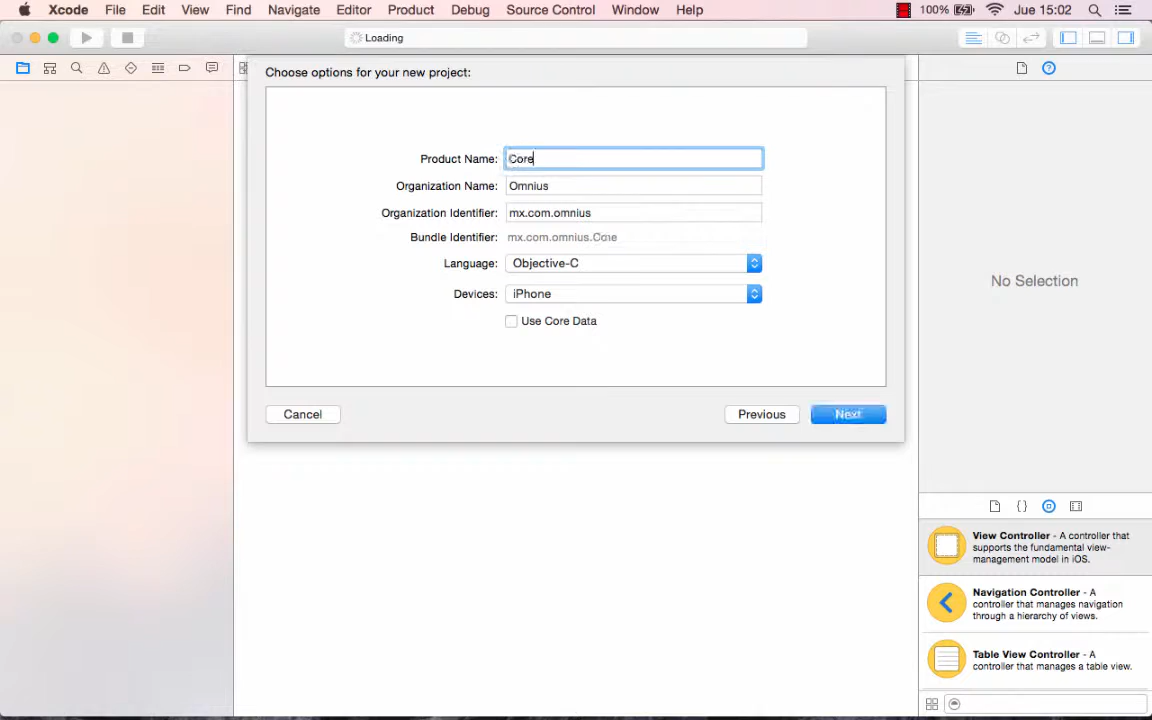 Xcode File Edit View Find Navigate Editor Product Debug Source Control Window Help 100% Jue 15:02
Loading
Choose options for your new project:
Product Name: Core
Organization Name: Omnius
Organization Identifier: mx.com.omnius
Bundle Identifier: mx.com.omnius.Core
Language: Objective-C
Devices: iPhone
Use Core Data
Cancel Previous Next
No Selection
{ }
View Controller - A controller that
supports the fundamental view-
management model in iOS.
Navigation Controller - A
controller that manages navigation
through a hierarchy of views.
Table View Controller - A
controller that manages a table view.